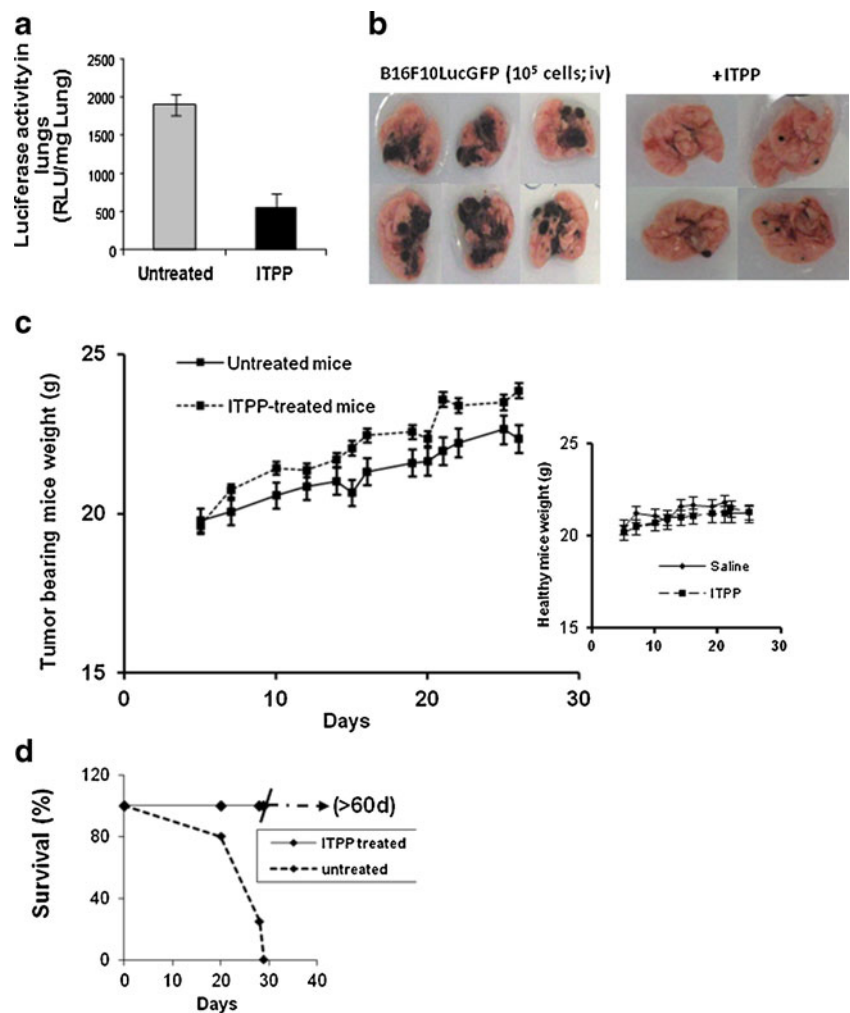 a
Luciferase activity in
lungs
(RLU/mg Lung)
2500
2000
1500
1000
500
0
Untreated
ITPP
b
B16F10LucGFP (10⁵ cells; iv)
+ITPP
c
Tumor bearing mice weight (g)
25
20
15
0
10
20
30
Days
Untreated mice
ITPP-treated mice
Healthy mice weight (g)
25
20
15
0
10
20
30
Saline
ITPP
d
Survival (%)
120
80
40
0
0
10
20
30
40
Days
(>60d)
ITPP treated
untreated